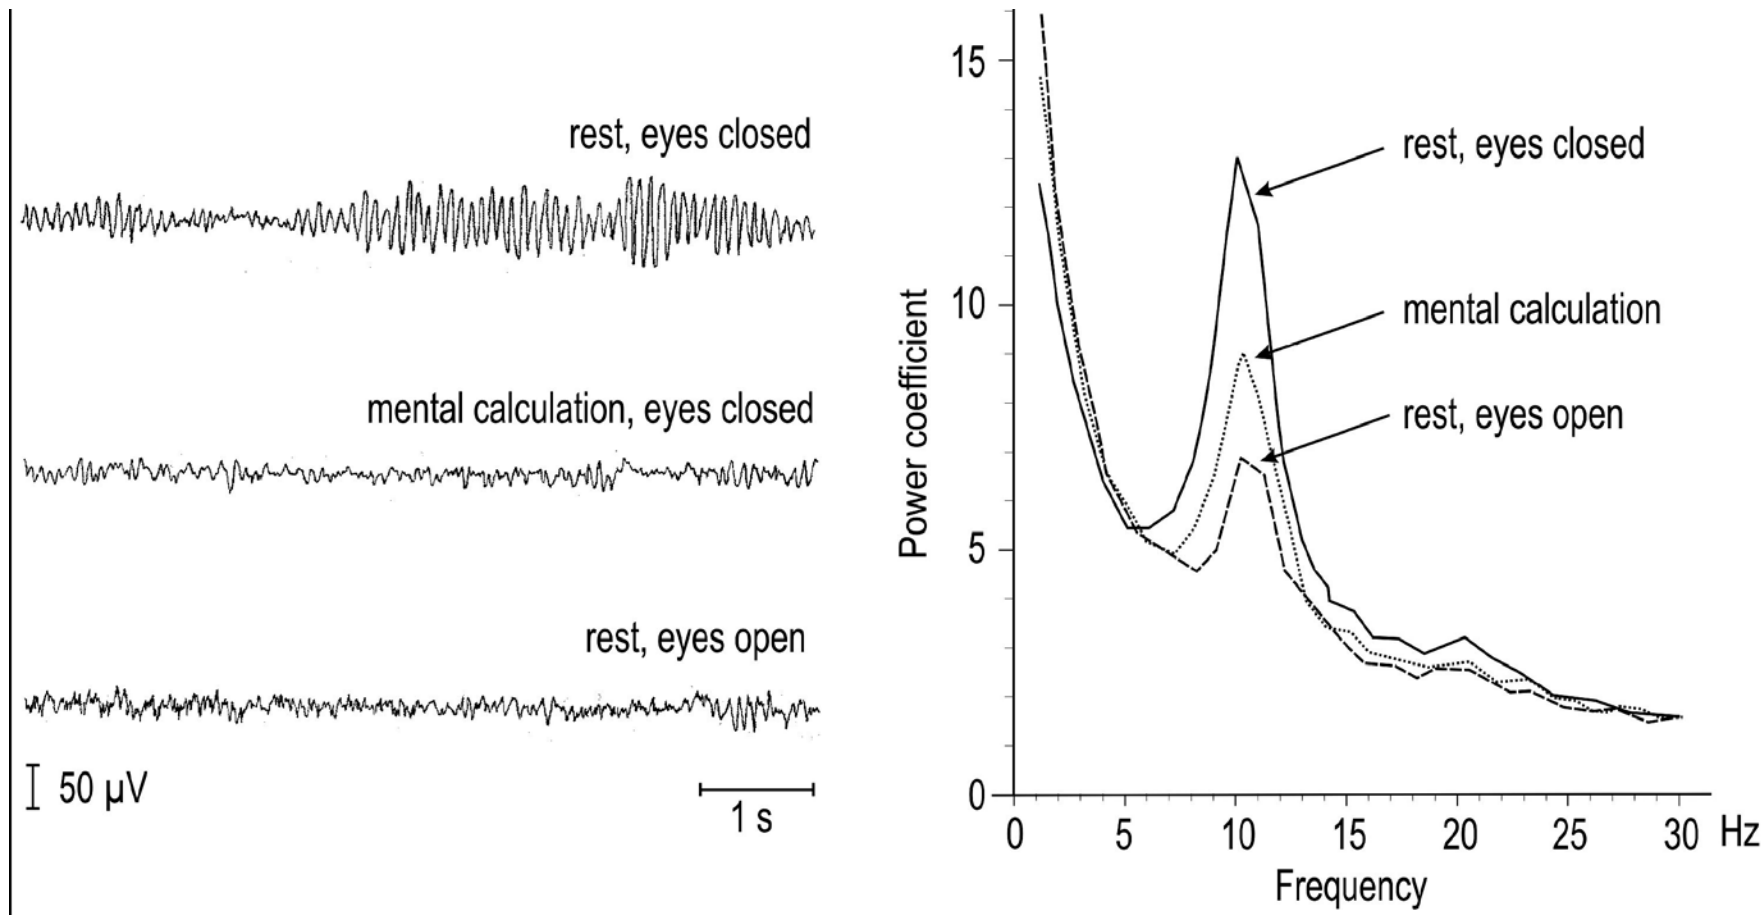 rest, eyes closed
mental calculation, eyes closed
rest, eyes open
50 µV
1 s
15
10
5
0
Power coefficient
rest, eyes closed
mental calculation
rest, eyes open
0 5 10 15 20 25 30 Hz
Frequency